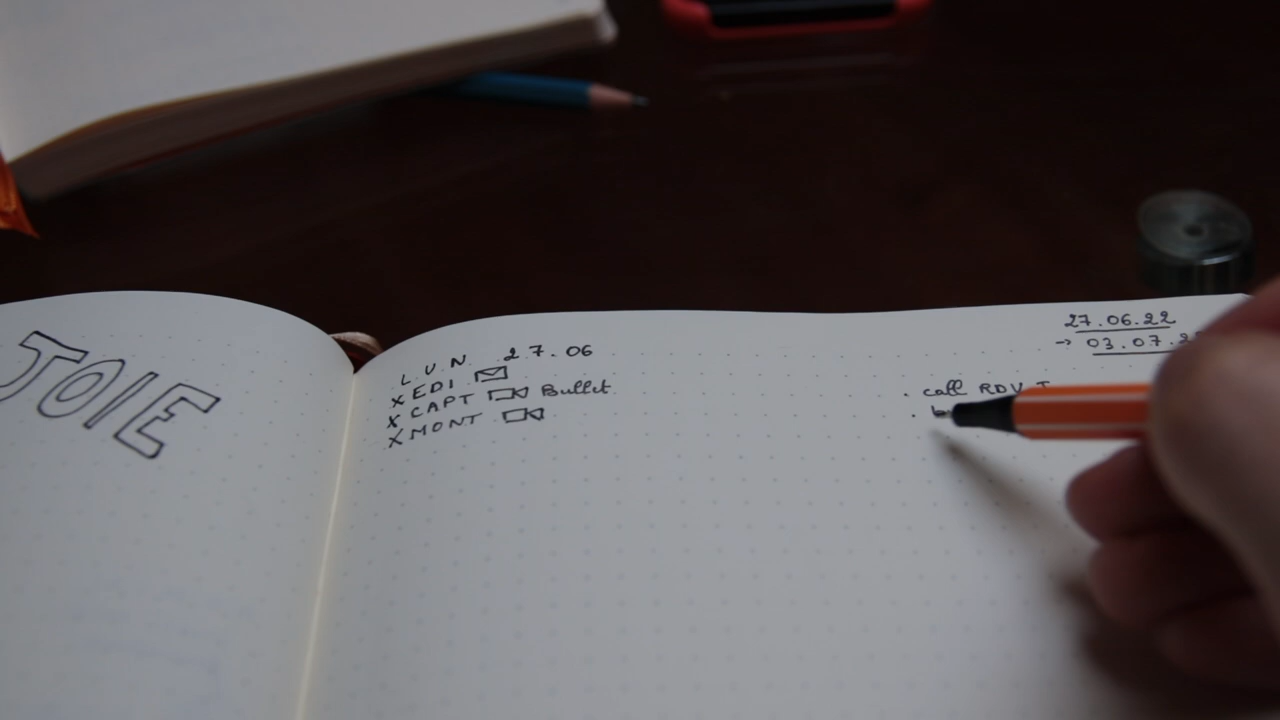 JOIE
LUN 27.06
X EDI
X CAPT Bullet
X MONT
27.06.22
→ 03.07.
. call RDV